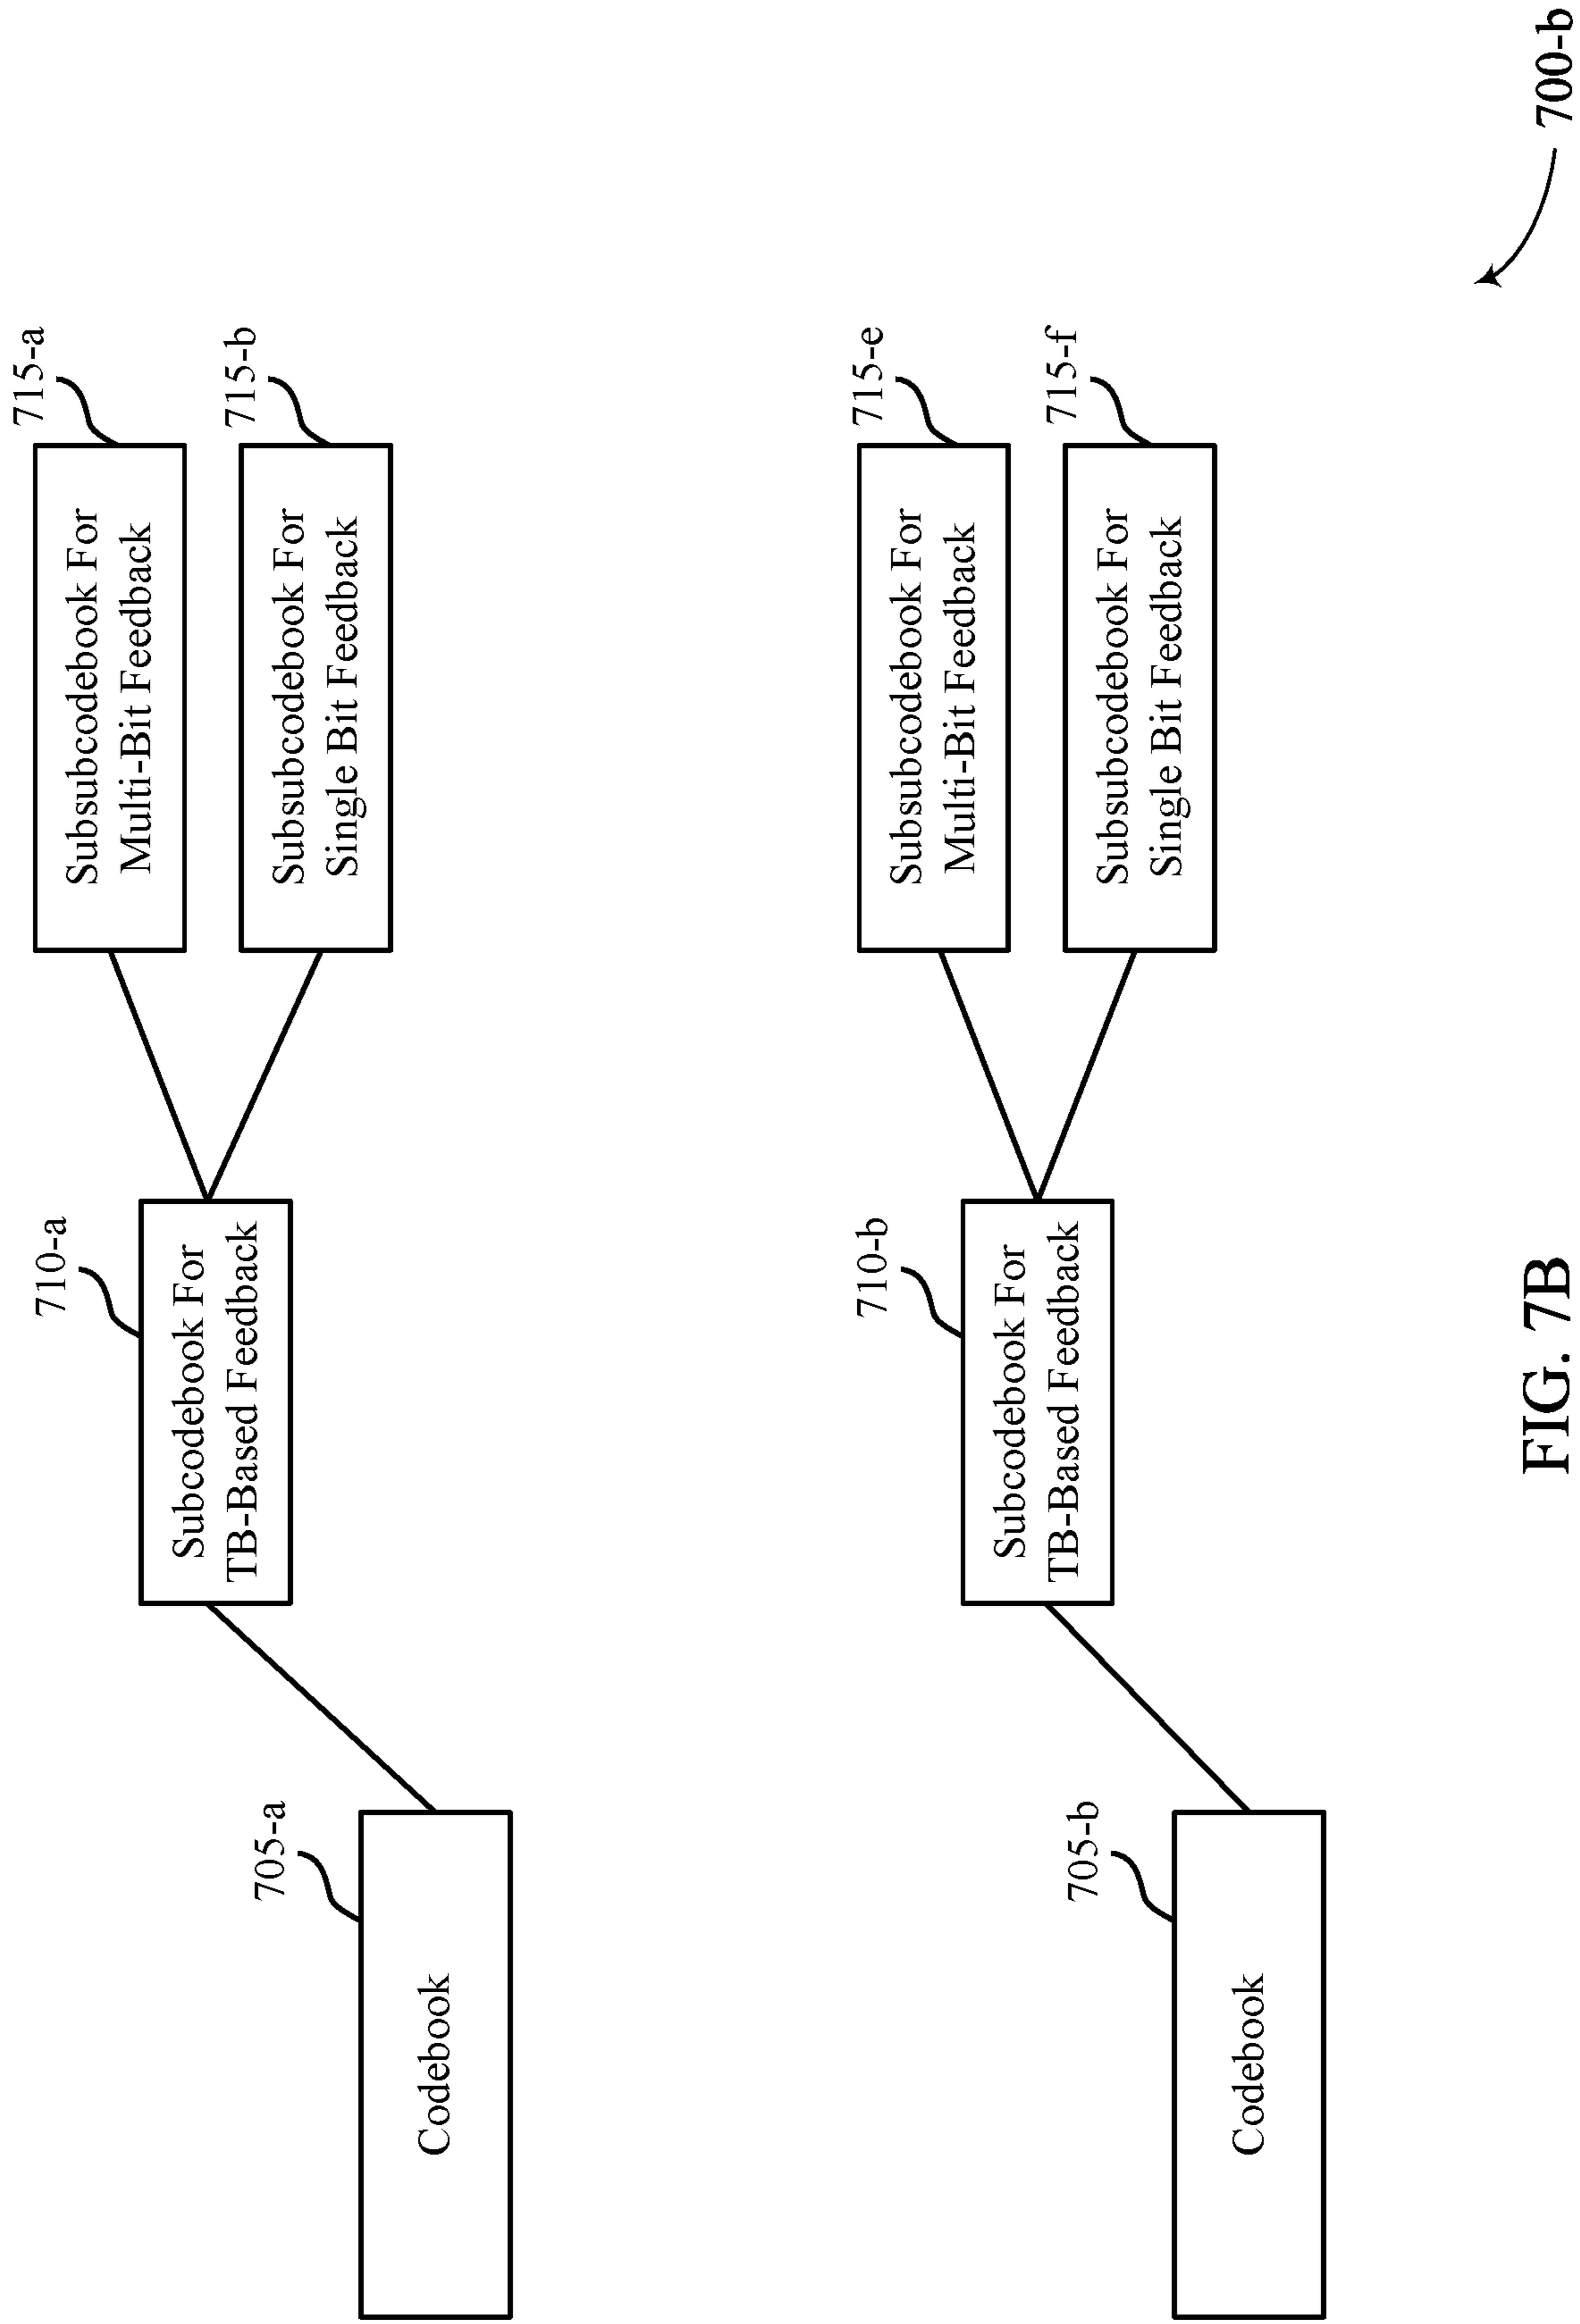 705-a
Codebook
710-a
Subcodebook For
TB-Based Feedback
715-a
Subsubcodebook For
Multi-Bit Feedback
715-b
Subsubcodebook For
Single Bit Feedback
705-b
Codebook
710-b
Subcodebook For
TB-Based Feedback
715-e
Subsubcodebook For
Multi-Bit Feedback
715-f
Subsubcodebook For
Single Bit Feedback
700-b
FIG. 7B